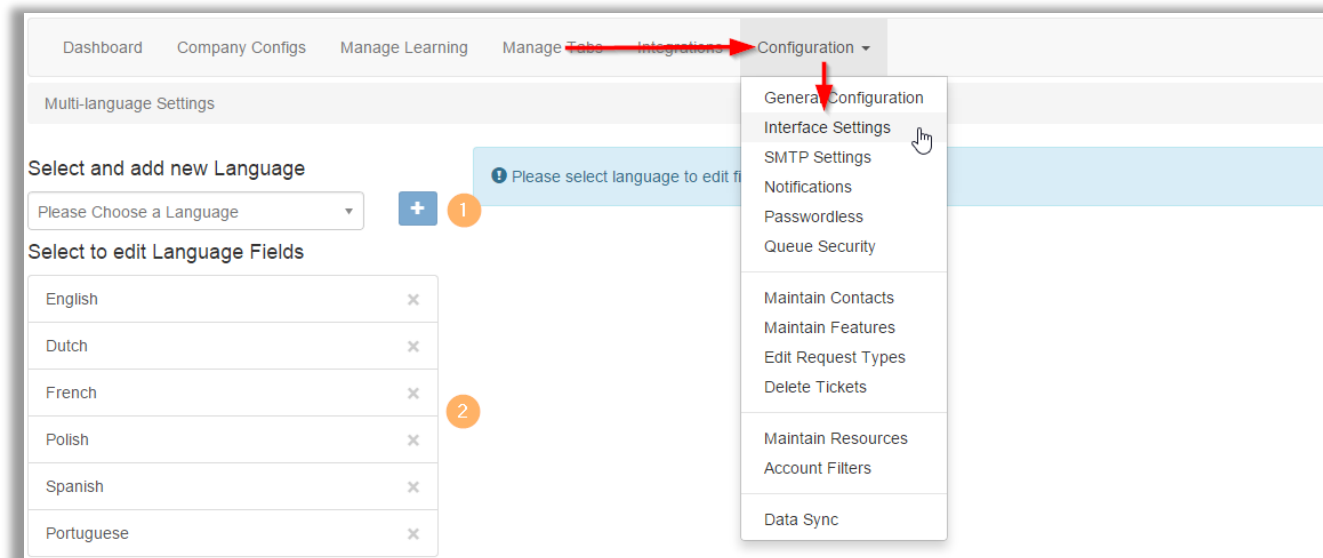 Dashboard Company Configs Manage Learning Manage Tabs Integrations Configuration
Multi-language Settings
General Configuration
Interface Settings
SMTP Settings
Notifications
Passwordless
Queue Security
Maintain Contacts
Maintain Features
Edit Request Types
Delete Tickets
Maintain Resources
Account Filters
Data Sync
Select and add new Language
Please Choose a Language
1
Please select language to edit
Select to edit Language Fields
English
Dutch
French
Polish
Spanish
Portuguese
2